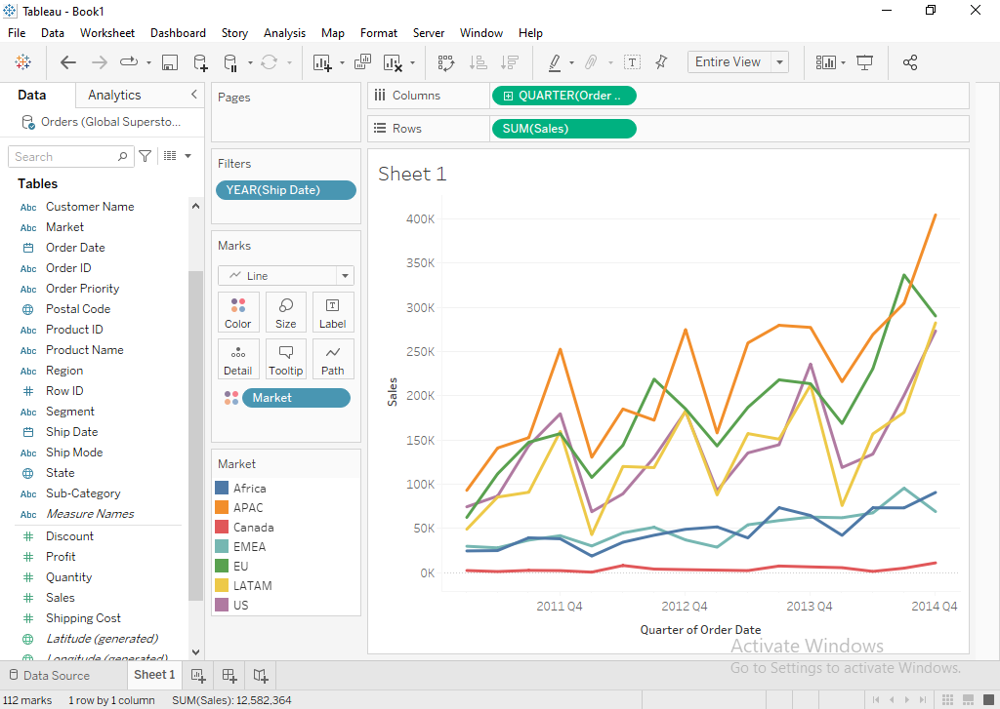 Tableau - Book1
File Data Worksheet Dashboard Story Analysis Map Format Server Window Help
Entire View
Data Analytics
Orders (Global Supersto...
Search
Tables
Abc Customer Name
Abc Market
Order Date
Abc Order ID
Abc Order Priority
Postal Code
Abc Product ID
Abc Product Name
Abc Region
# Row ID
Abc Segment
Ship Date
Abc Ship Mode
State
Abc Sub-Category
Abc Measure Names
# Discount
# Profit
# Quantity
# Sales
# Shipping Cost
Latitude (generated)
Longitude (generated)
Pages
Filters
YEAR(Ship Date)
Marks
Line
Color Size Label
Detail Tooltip Path
Market
Market
Africa
APAC
Canada
EMEA
EU
LATAM
US
Columns QUARTER(Order ..
Rows SUM(Sales)
Sheet 1
400K
350K
300K
250K
200K
150K
100K
50K
0K
Sales
2011 Q4 2012 Q4 2013 Q4 2014 Q4
Quarter of Order Date
Activate Windows
Go to Settings to activate Windows.
Data Source Sheet 1
112 marks 1 row by 1 column SUM(Sales): 12,582,364